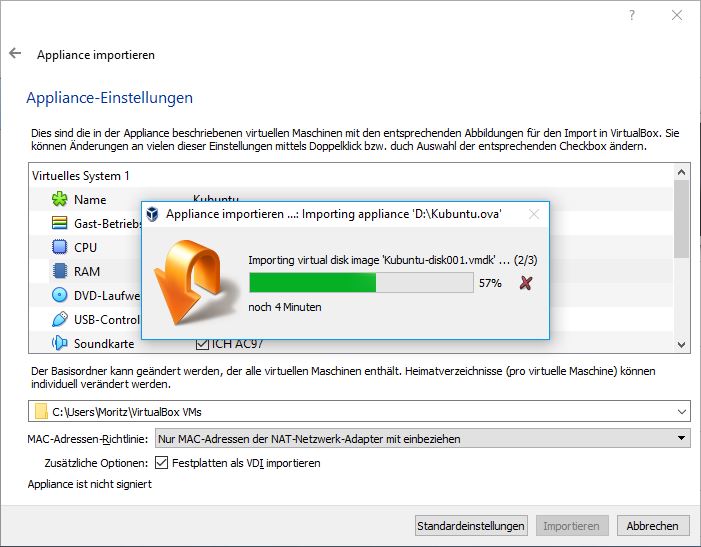 ?
Appliance importieren
Appliance-Einstellungen
Dies sind die in der Appliance beschriebenen virtuellen Maschinen mit den entsprechenden Abbildungen für den Import in VirtualBox. Sie
können Änderungen an vielen dieser Einstellungen mittels Doppelklick bzw. duch Auswahl der entsprechenden Checkbox ändern.
Virtuelles System 1
Name Kubuntu
Gast-Betriebs
CPU
RAM
DVD-Laufwe
USB-Control
Soundkarte ICH AC97
Appliance importieren ...: Importing appliance 'D:\Kubuntu.ova'
Importing virtual disk image 'Kubuntu-disk001.vmdk' ... (2/3)
57%
noch 4 Minuten
Der Basisordner kann geändert werden, der alle virtuellen Maschinen enthält. Heimatverzeichnisse (pro virtuelle Maschine) können
individuell verändert werden.
C:\Users\Moritz\VirtualBox VMs
MAC-Adressen-Richtlinie: Nur MAC-Adressen der NAT-Netzwerk-Adapter mit einbeziehen
Zusätzliche Optionen: Festplatten als VDI importieren
Appliance ist nicht signiert
Standardeinstellungen Importieren Abbrechen